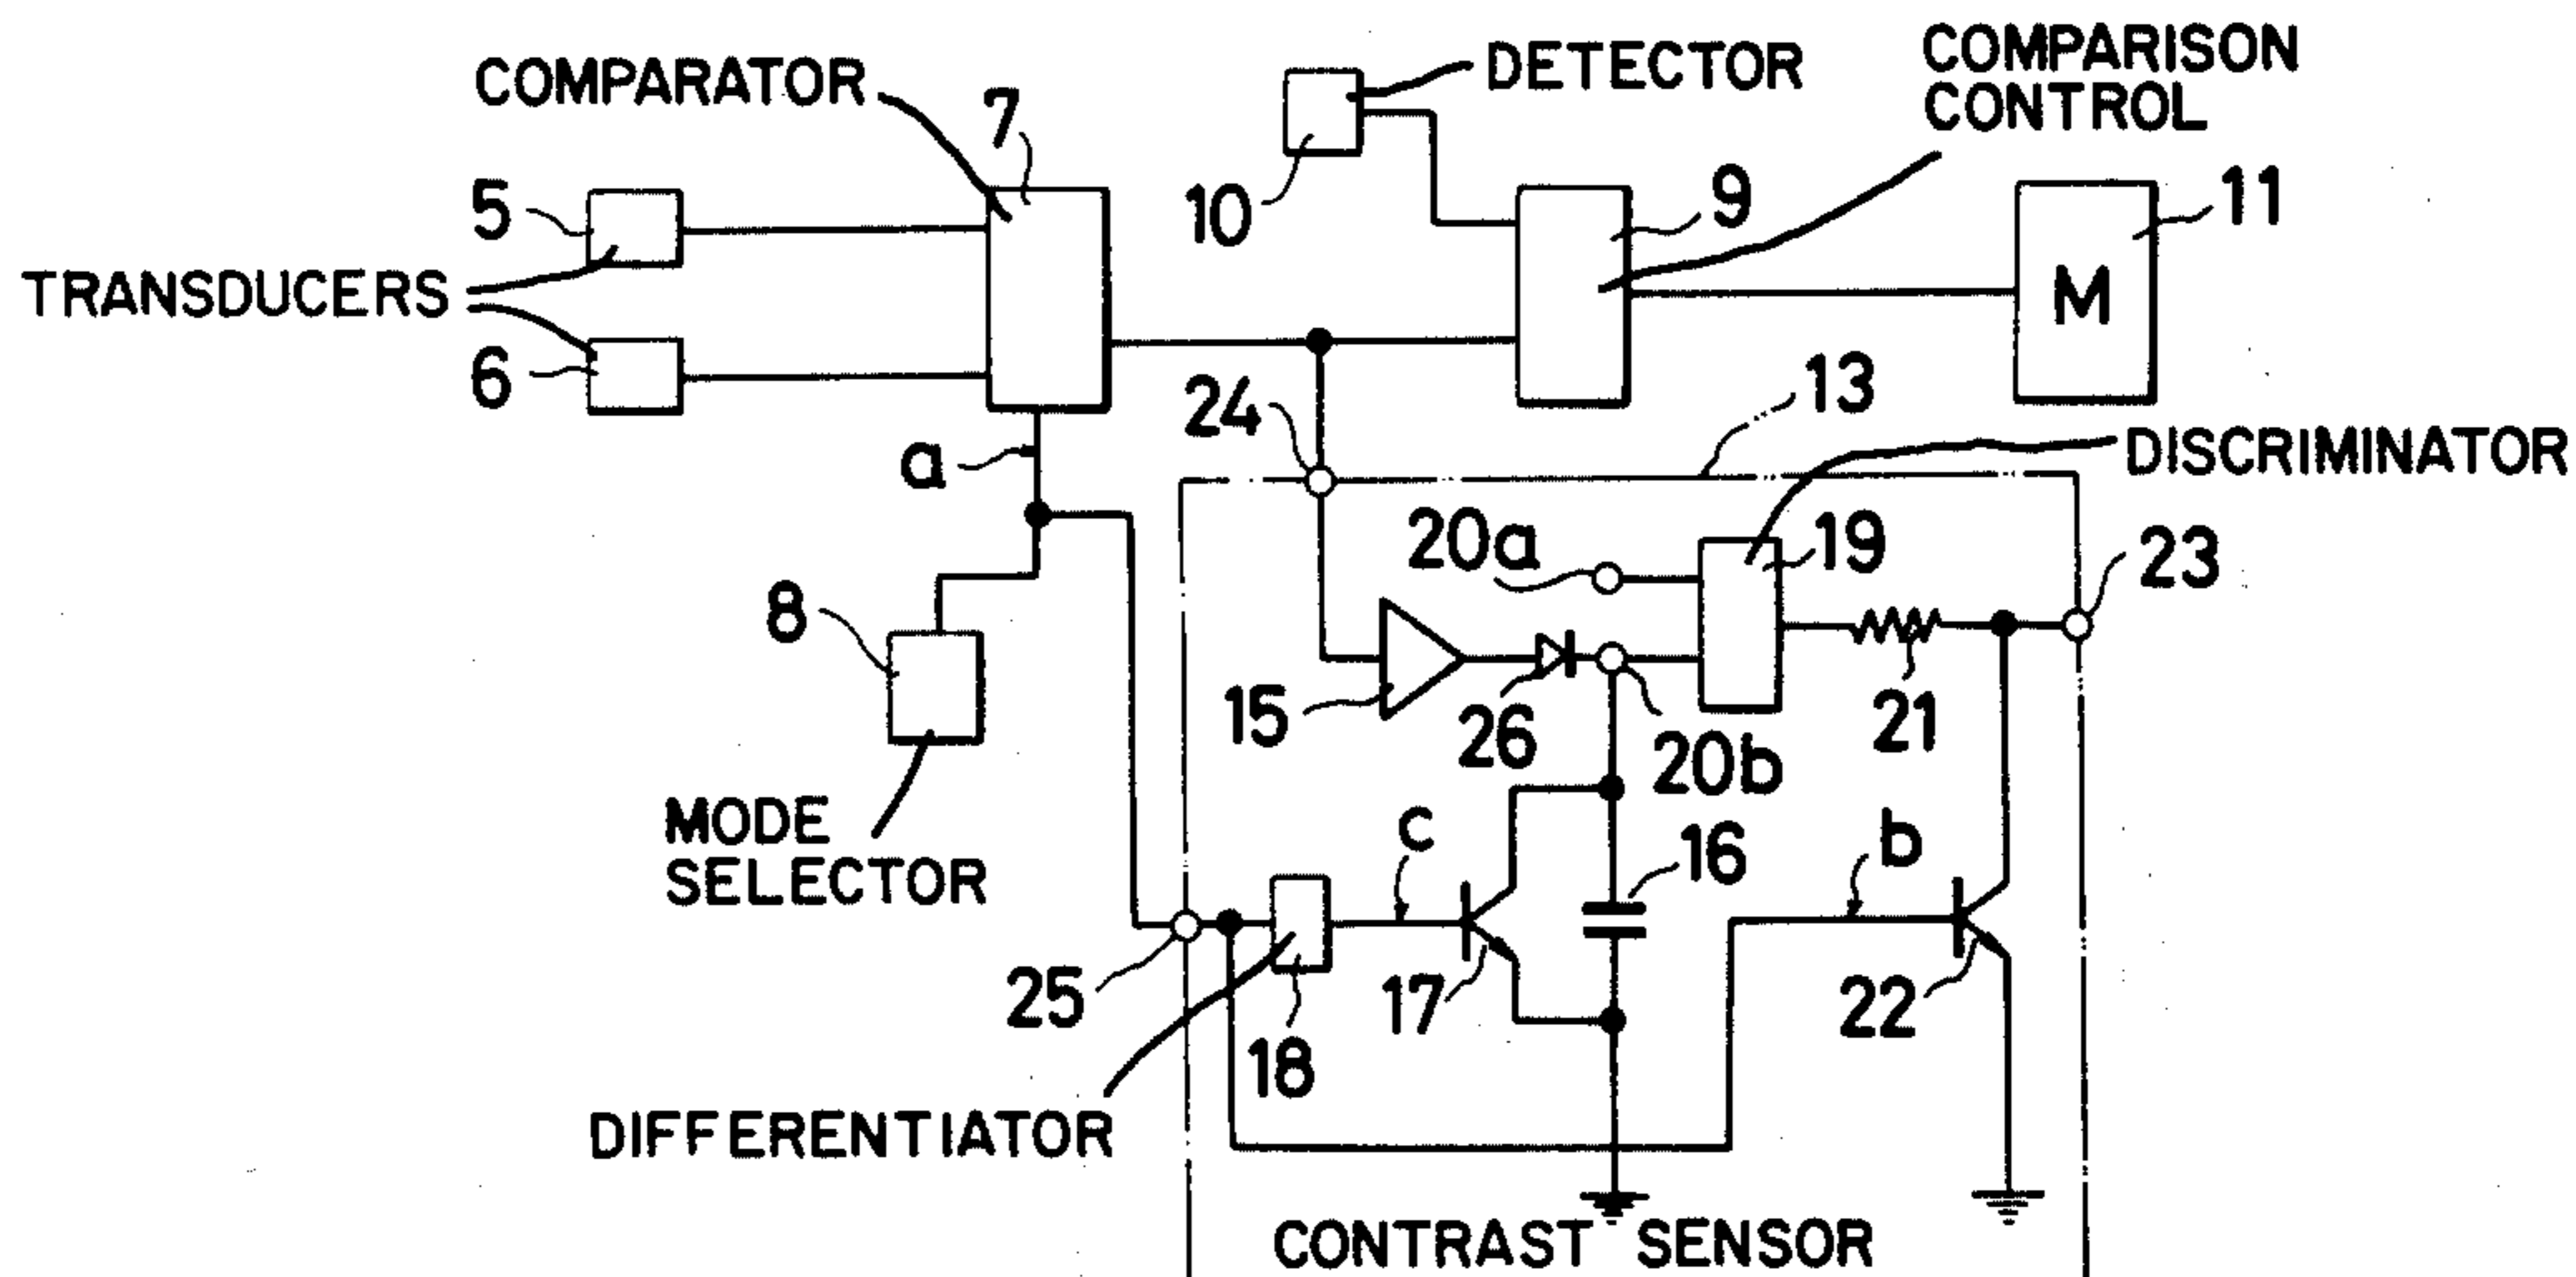 COMPARATOR
7
DETECTOR
COMPARISON
CONTROL
5
10
9
11
TRANSDUCERS
M
6
24
13
a
DISCRIMINATOR
20a
19
23
8
15
26
20b
21
MODE
SELECTOR
c
16
b
25
18
17
22
DIFFERENTIATOR
CONTRAST SENSOR